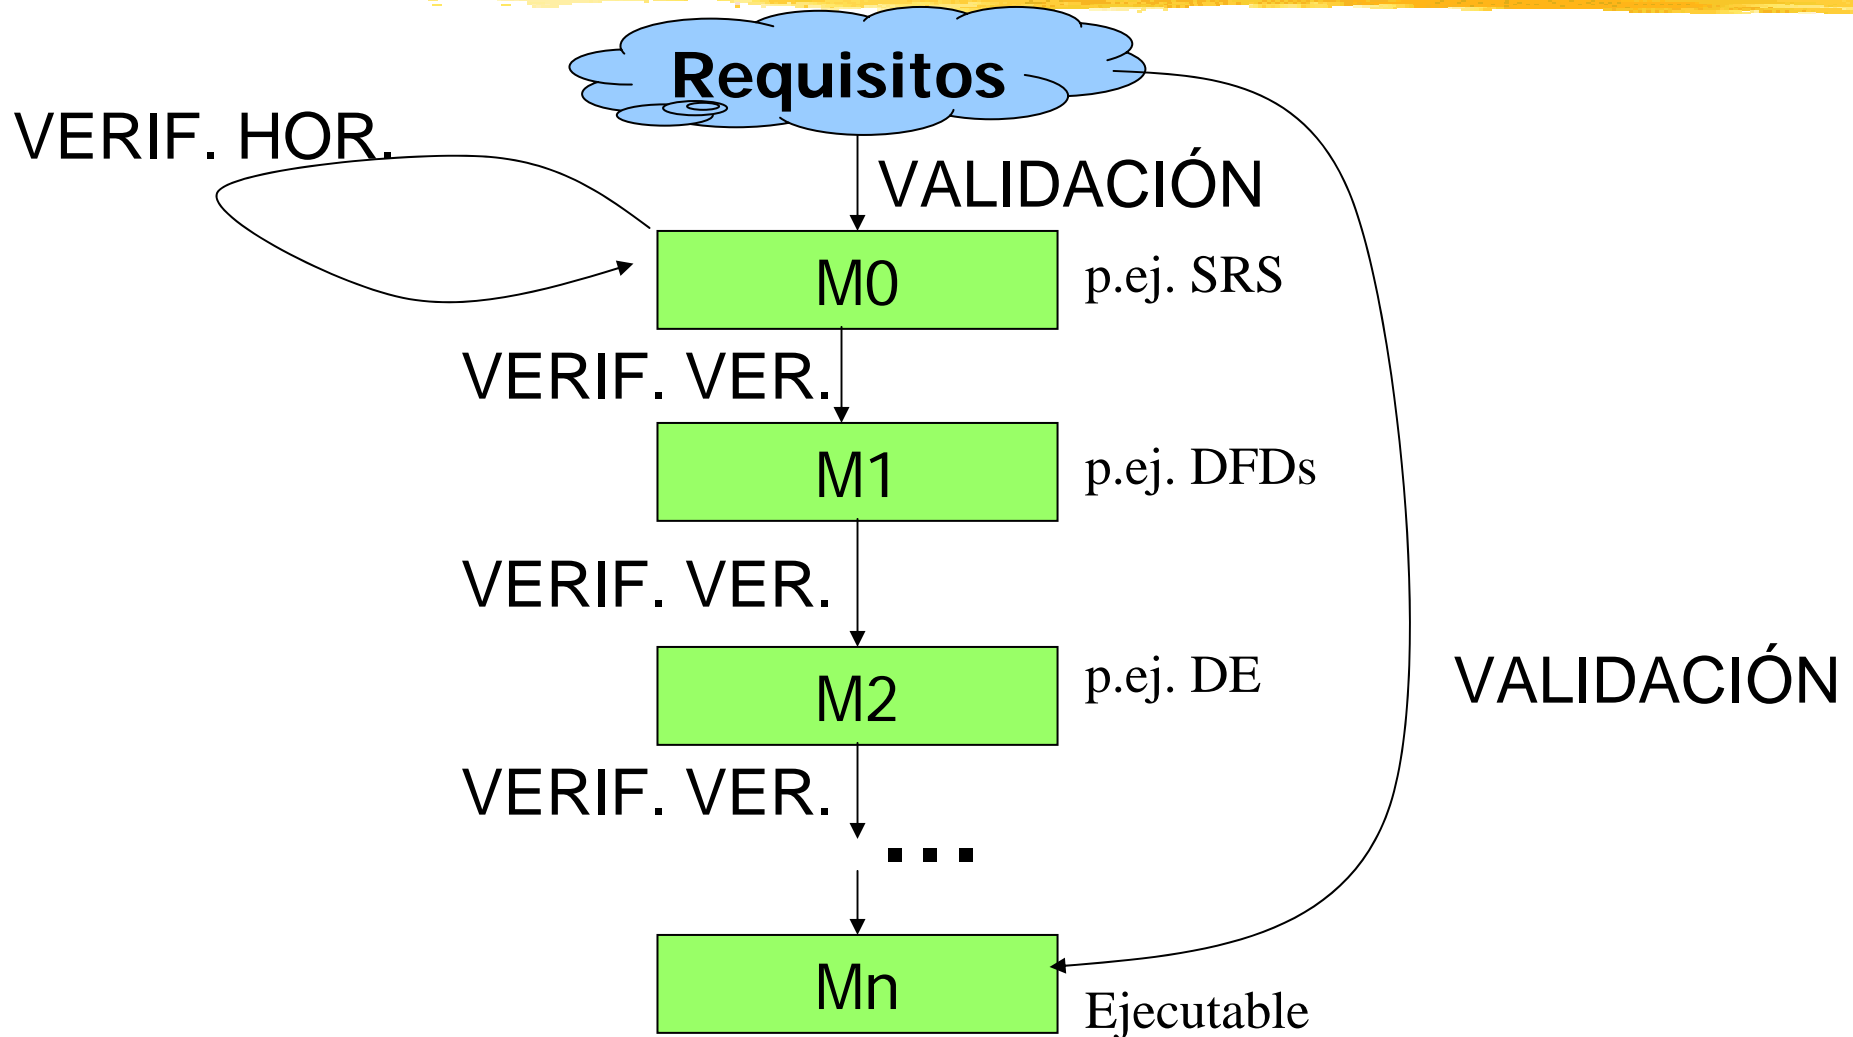 Requisitos
VERIF. HOR.
VALIDACIÓN
M0
p.ej. SRS
VERIF. VER.
M1
p.ej. DFDs
VERIF. VER.
M2
p.ej. DE
VALIDACIÓN
VERIF. VER.
...
Mn
Ejecutable